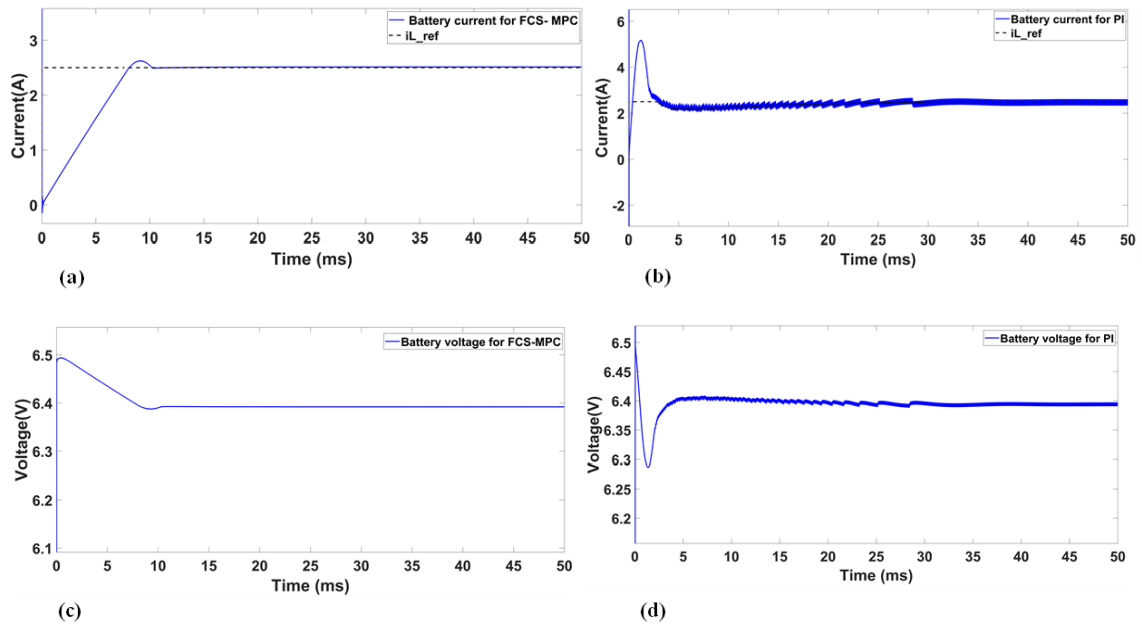 Battery current for FCS- MPC
iL_ref
3
2
1
0
Current(A)
0 5 10 15 20 25 30 35 40 45 50
Time (ms)
(a)
Battery current for PI
iL_ref
6
4
2
0
-2
Current(A)
0 5 10 15 20 25 30 35 40 45 50
Time (ms)
(b)
Battery voltage for FCS-MPC
6.5
6.4
6.3
6.2
6.1
Voltage(V)
0 5 10 15 20 25 30 35 40 45 50
Time (ms)
(c)
Battery voltage for PI
6.5
6.45
6.4
6.35
6.3
6.25
6.2
Voltage(V)
0 5 10 15 20 25 30 35 40 45 50
Time (ms)
(d)